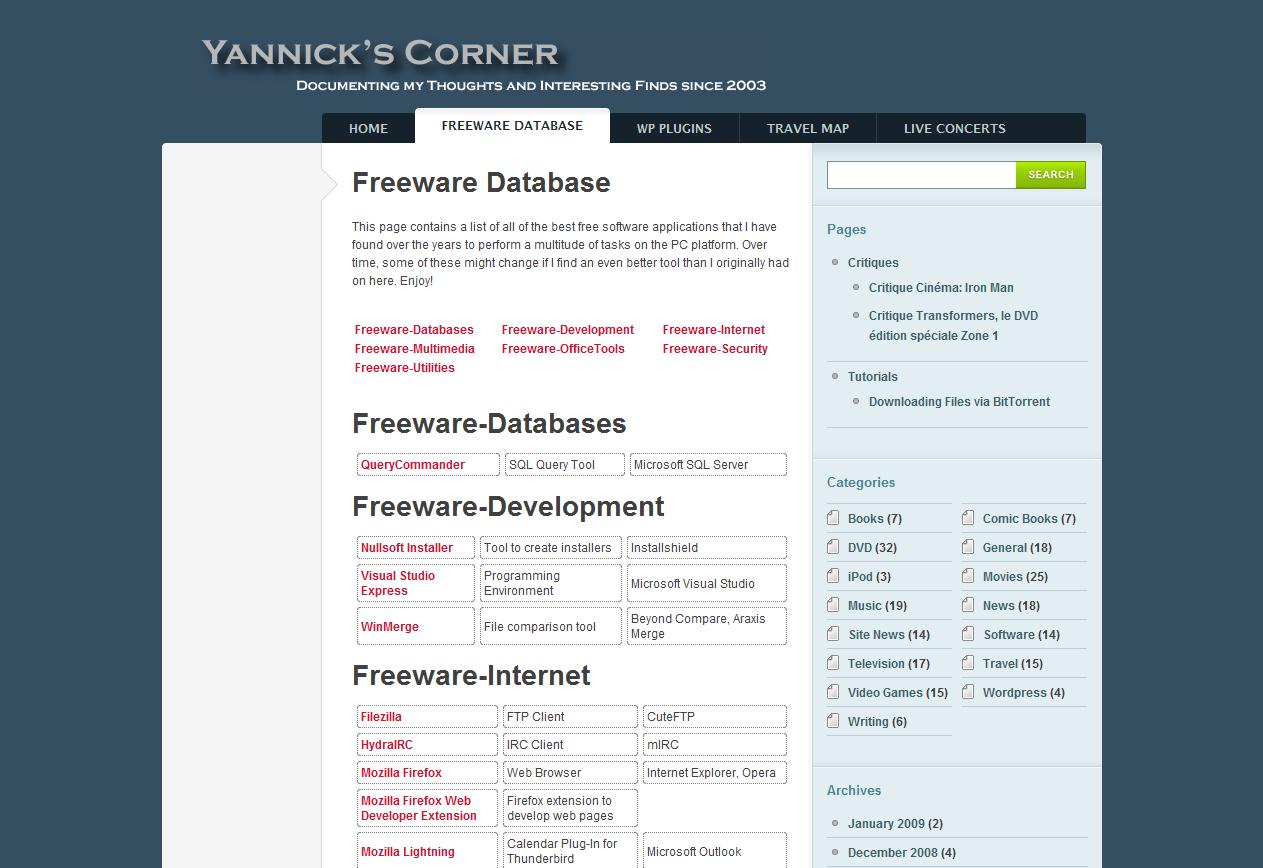 Yannick's Corner
Documenting my Thoughts and Interesting Finds since 2003
HOME
FREEWARE DATABASE
WP PLUGINS
TRAVEL MAP
LIVE CONCERTS
Freeware Database
This page contains a list of all of the best free software applications that I have
found over the years to perform a multitude of tasks on the PC platform. Over
time, some of these might change if I find an even better tool than I originally had
on here. Enjoy!
Freeware-Databases Freeware-Development Freeware-Internet
Freeware-Multimedia Freeware-OfficeTools Freeware-Security
Freeware-Utilities
Freeware-Databases
QueryCommander SQL Query Tool Microsoft SQL Server
Freeware-Development
Nullsoft Installer Tool to create installers Installshield
Visual Studio
Express
Programming
Environment
Microsoft Visual Studio
WinMerge
File comparison tool
Beyond Compare, Araxis
Merge
Freeware-Internet
Filezilla FTP Client CuteFTP
HydraIRC IRC Client mIRC
Mozilla Firefox Web Browser Internet Explorer, Opera
Mozilla Firefox Web
Developer Extension
Firefox extension to
develop web pages
Mozilla Lightning
Calendar Plug-In for
Thunderbird
Microsoft Outlook
SEARCH
Pages
Critiques
Critique Cinéma: Iron Man
Critique Transformers, le DVD
édition spéciale Zone 1
Tutorials
Downloading Files via BitTorrent
Categories
Books (7) Comic Books (7)
DVD (32) General (18)
iPod (3) Movies (25)
Music (19) News (18)
Site News (14) Software (14)
Television (17) Travel (15)
Video Games (15) Wordpress (4)
Writing (6)
Archives
January 2009 (2)
December 2008 (4)